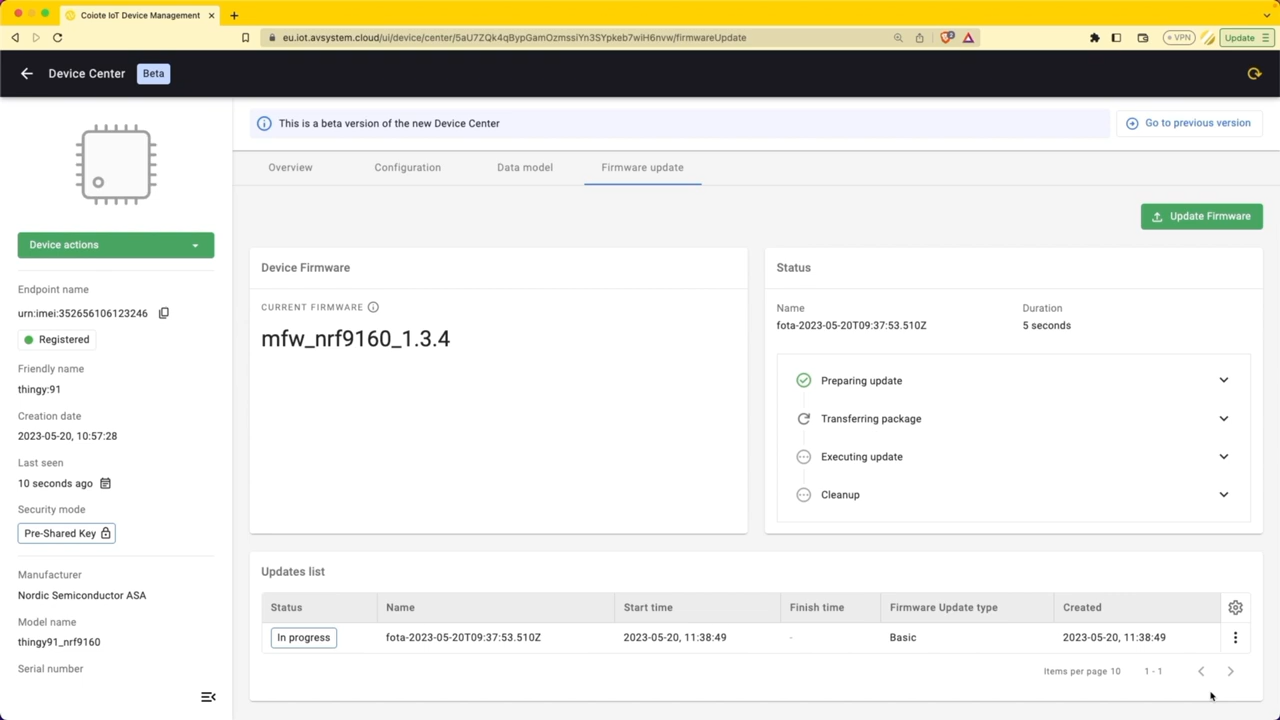 Coiote IoT Device Management
eu.iot.avsystem.cloud/ui/device/center/5aU7ZQk4qBypGamOzmssiYn3SYpkeb7wiH6nvw/firmwareUpdate
VPN
Update
Device Center
Beta
This is a beta version of the new Device Center
Go to previous version
Overview
Configuration
Data model
Firmware update
Update Firmware
Device actions
Endpoint name
urn:imei:352656106123246
Registered
Friendly name
thingy:91
Creation date
2023-05-20, 10:57:28
Last seen
10 seconds ago
Security mode
Pre-Shared Key
Manufacturer
Nordic Semiconductor ASA
Model name
thingy91_nrf9160
Serial number
Device Firmware
CURRENT FIRMWARE
mfw_nrf9160_1.3.4
Status
Name
fota-2023-05-20T09:37:53.510Z
Duration
5 seconds
Preparing update
Transferring package
Executing update
Cleanup
Updates list
Status Name Start time Finish time Firmware Update type Created
In progress fota-2023-05-20T09:37:53.510Z 2023-05-20, 11:38:49 - Basic 2023-05-20, 11:38:49
Items per page 10 1 - 1